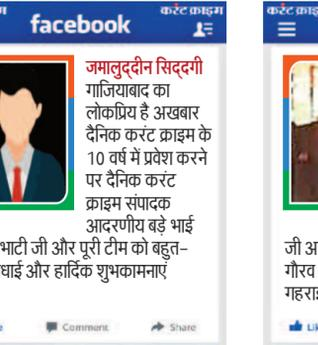 करंट क्राइम
facebook
जमालुद्दीन सिद्दगी
गाजियाबाद का
लोकप्रिय है अखबार
दैनिक करंट क्राइम के
10 वर्ष में प्रवेश करने
पर दैनिक करंट
क्राइम संपादक
आदरणीय बड़े भाई
भाटी जी और पूरी टीम को बहुत-
धाई और हार्दिक शुभकामनाएं
Comment
Share
करंट क्राइम
जी अ
गौरव
गहरा
Lik